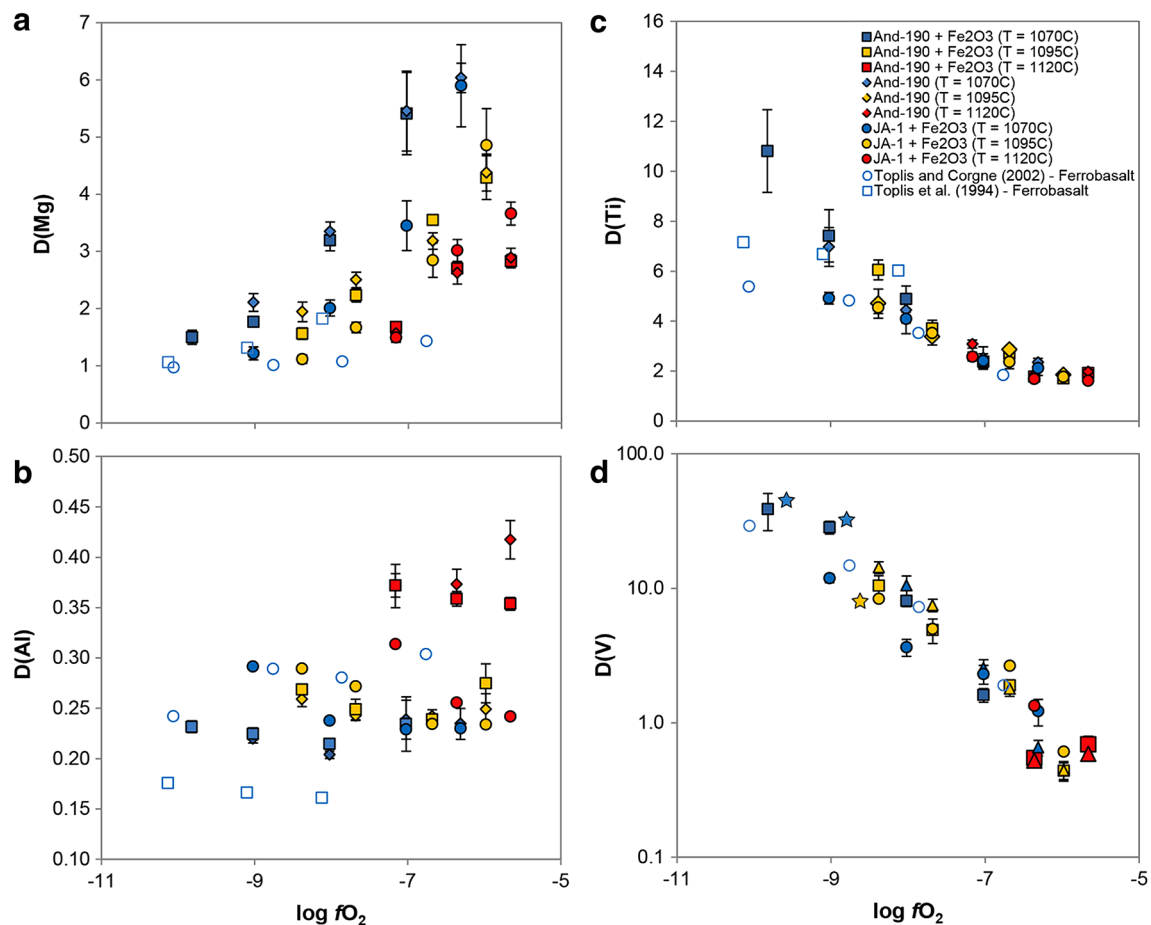 a
7
6
5
4
3
2
1
0
D(Mg)
c
16
14
12
10
8
6
4
2
0
D(Ti)
And-190 + Fe2O3 (T = 1070C)
And-190 + Fe2O3 (T = 1095C)
And-190 + Fe2O3 (T = 1120C)
And-190 (T = 1070C)
And-190 (T = 1095C)
And-190 (T = 1120C)
JA-1 + Fe2O3 (T = 1070C)
JA-1 + Fe2O3 (T = 1095C)
JA-1 + Fe2O3 (T = 1120C)
Toplis and Corgne (2002) - Ferrobasalt
Toplis et al. (1994) - Ferrobasalt
b
0.50
0.45
0.40
0.35
0.30
0.25
0.20
0.15
0.10
D(Al)
-11 -9 -7 -5
log fO2
d
100.0
10.0
1.0
0.1
D(V)
-11 -9 -7 -5
log fO2